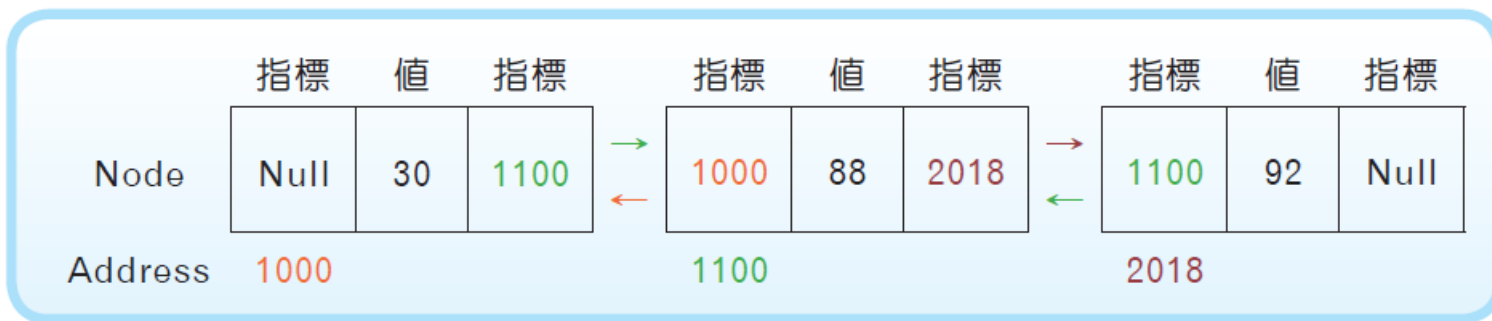 指標 值 指標 指標 值 指標 指標 值 指標
Node Null 30 1100 → 1000 88 2018 → 1100 92 Null
← ←
Address 1000 1100 2018